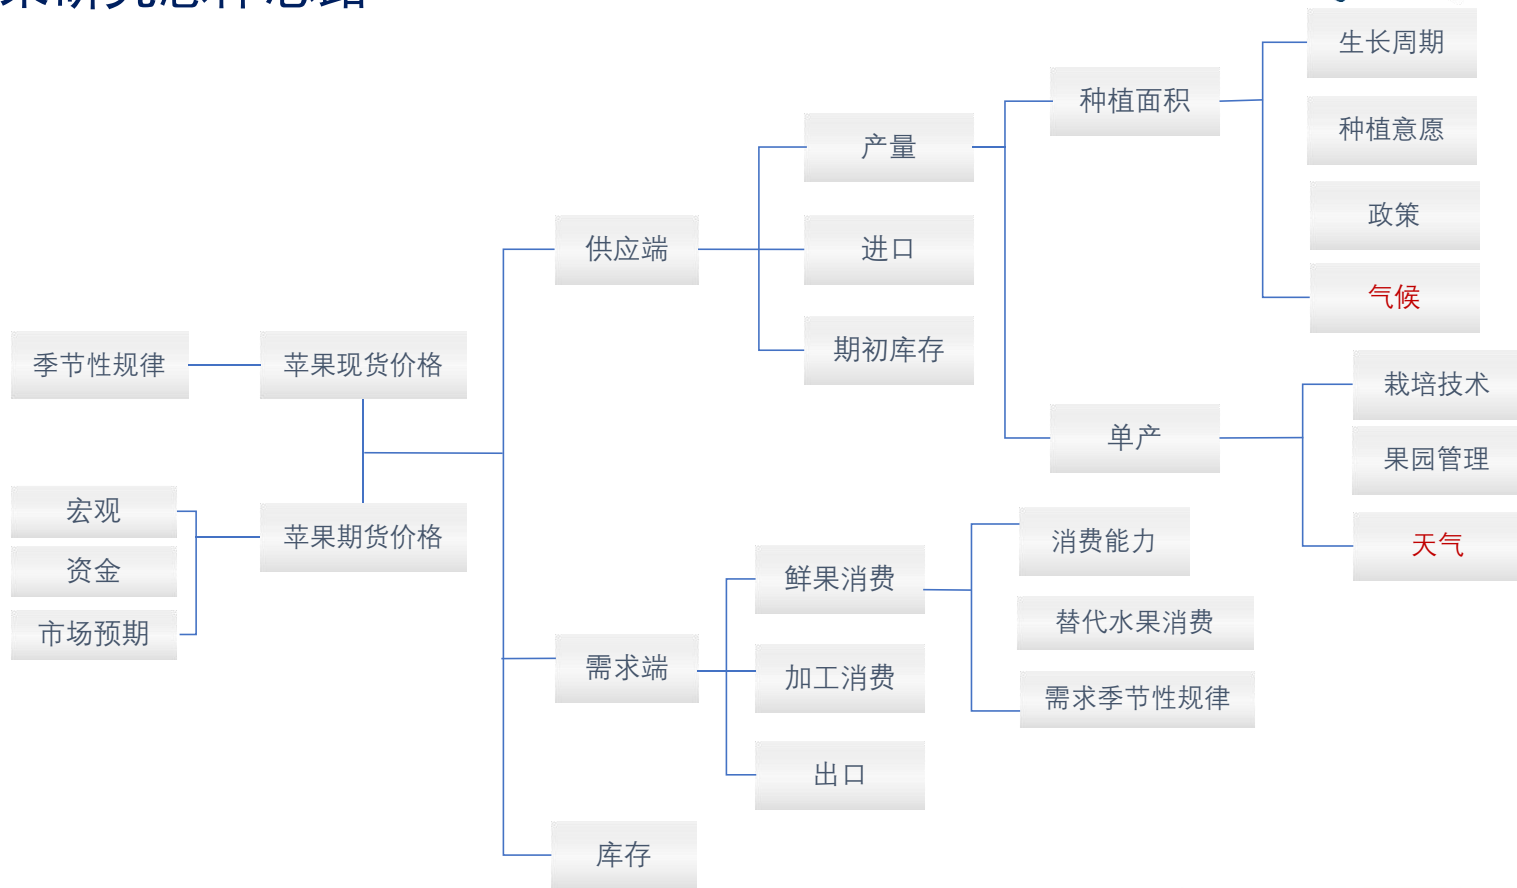 生长周期
种植面积
种植意愿
产量
政策
供应端
进口
气候
期初库存
季节性规律
苹果现货价格
栽培技术
单产
果园管理
宏观
苹果期货价格
消费能力
天气
资金
鲜果消费
替代水果消费
市场预期
需求端
加工消费
需求季节性规律
出口
库存